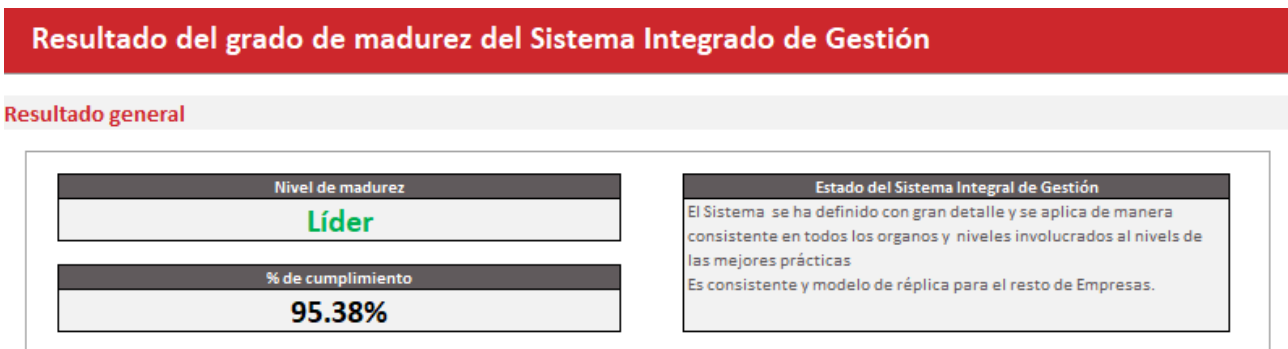 Resultado del grado de madurez del Sistema Integrado de Gestión
Resultado general
Nivel de madurez
Líder
% de cumplimiento
95.38%
Estado del Sistema Integral de Gestión
El Sistema se ha definido con gran detalle y se aplica de manera
consistente en todos los organos y niveles involucrados al nivels de
las mejores prácticas
Es consistente y modelo de réplica para el resto de Empresas.